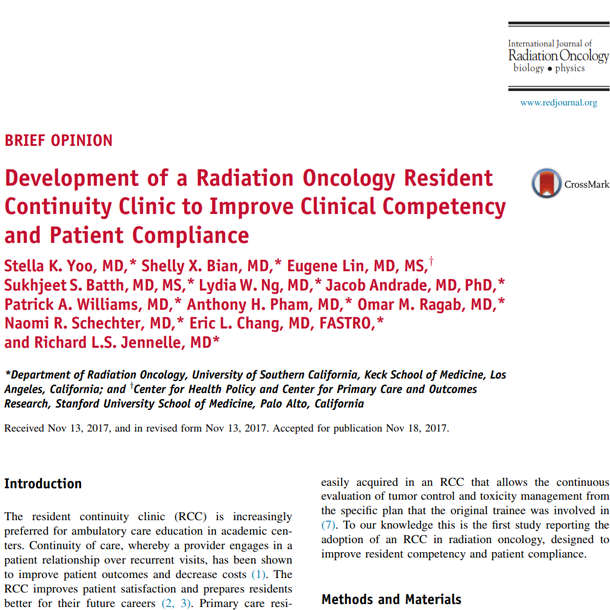 International Journal of
Radiation Oncology
biology • physics
www.redjournal.org
BRIEF OPINION
Development of a Radiation Oncology Resident
Continuity Clinic to Improve Clinical Competency
and Patient Compliance
CrossMark
Stella K. Yoo, MD,* Shelly X. Bian, MD,* Eugene Lin, MD, MS,†
Sukhjeet S. Batth, MD, MS,* Lydia W. Ng, MD,* Jacob Andrade, MD, PhD,*
Patrick A. Williams, MD,* Anthony H. Pham, MD,* Omar M. Ragab, MD,*
Naomi R. Schechter, MD,* Eric L. Chang, MD, FASTRO,*
and Richard L.S. Jennelle, MD*
*Department of Radiation Oncology, University of Southern California, Keck School of Medicine, Los
Angeles, California; and †Center for Health Policy and Center for Primary Care and Outcomes
Research, Stanford University School of Medicine, Palo Alto, California
Received Nov 13, 2017, and in revised form Nov 13, 2017. Accepted for publication Nov 18, 2017.
Introduction
The resident continuity clinic (RCC) is increasingly
preferred for ambulatory care education in academic cen-
ters. Continuity of care, whereby a provider engages in a
patient relationship over recurrent visits, has been shown
to improve patient outcomes and decrease costs (1). The
RCC improves patient satisfaction and prepares residents
better for their future careers (2, 3). Primary care resi-
easily acquired in an RCC that allows the continuous
evaluation of tumor control and toxicity management from
the specific plan that the original trainee was involved in
(7). To our knowledge this is the first study reporting the
adoption of an RCC in radiation oncology, designed to
improve resident competency and patient compliance.
Methods and Materials